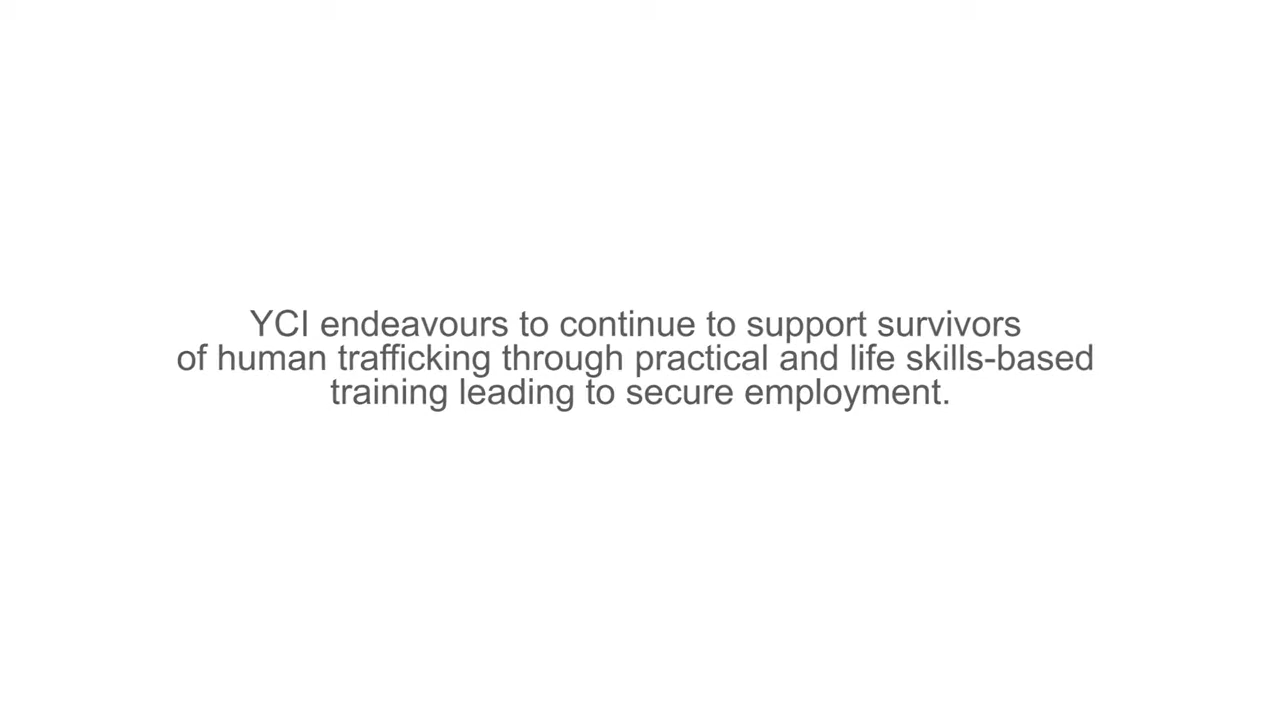 YCI endeavours to continue to support survivors
of human trafficking through practical and life skills-based
training leading to secure employment.